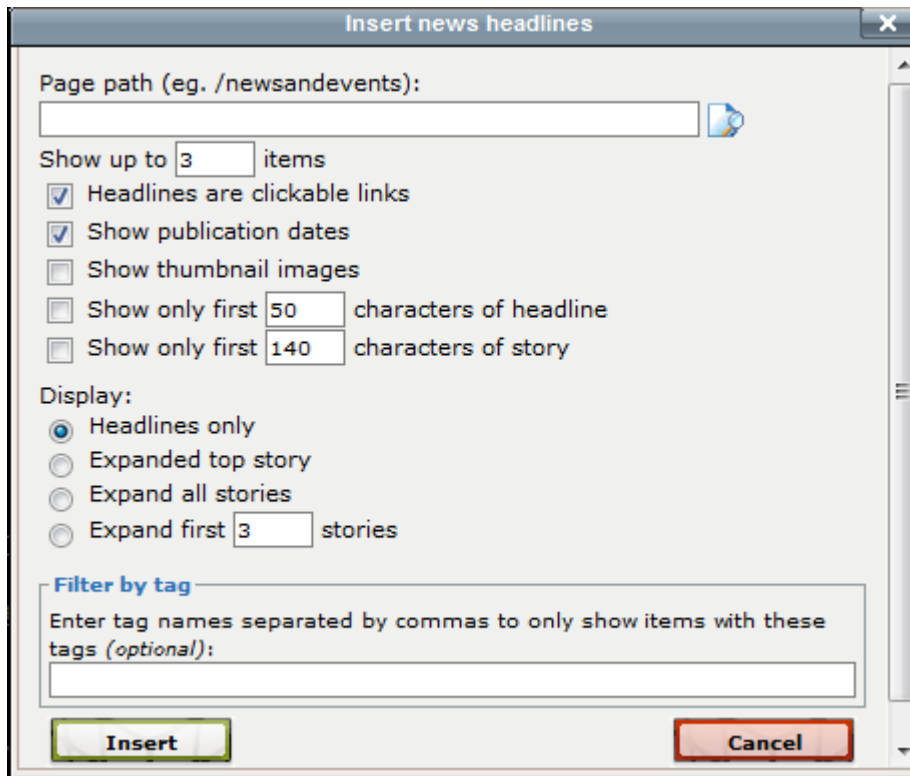 Insert news headlines
Page path (eg. /newsandevents):
Show up to 3 items
Headlines are clickable links
Show publication dates
Show thumbnail images
Show only first 50 characters of headline
Show only first 140 characters of story
Display:
Headlines only
Expanded top story
Expand all stories
Expand first 3 stories
Filter by tag
Enter tag names separated by commas to only show items with these
tags (optional):
Insert Cancel